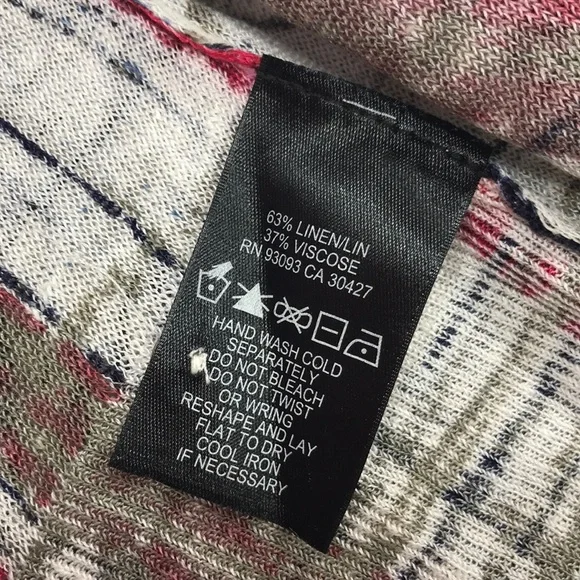 63% LINEN/LIN
37% VISCOSE
RN 93093 CA 30427
HAND WASH COLD
SEPARATELY
DO NOT BLEACH
DO NOT TWIST
OR WRING
RESHAPE AND LAY
FLAT TO DRY
COOL IRON
IF NECESSARY